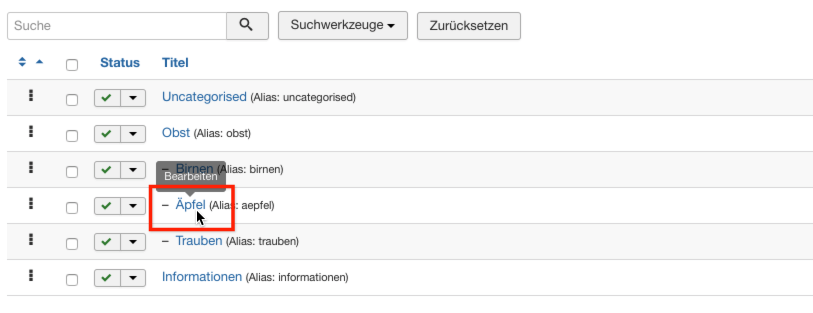 Suche Suchwerkzeuge Zurücksetzen
Status Titel
Uncategorised (Alias: uncategorised)
Obst (Alias: obst)
– Birnen (Alias: birnen)
Bearbeiten
– Äpfel (Alias: aepfel)
– Trauben (Alias: trauben)
Informationen (Alias: informationen)